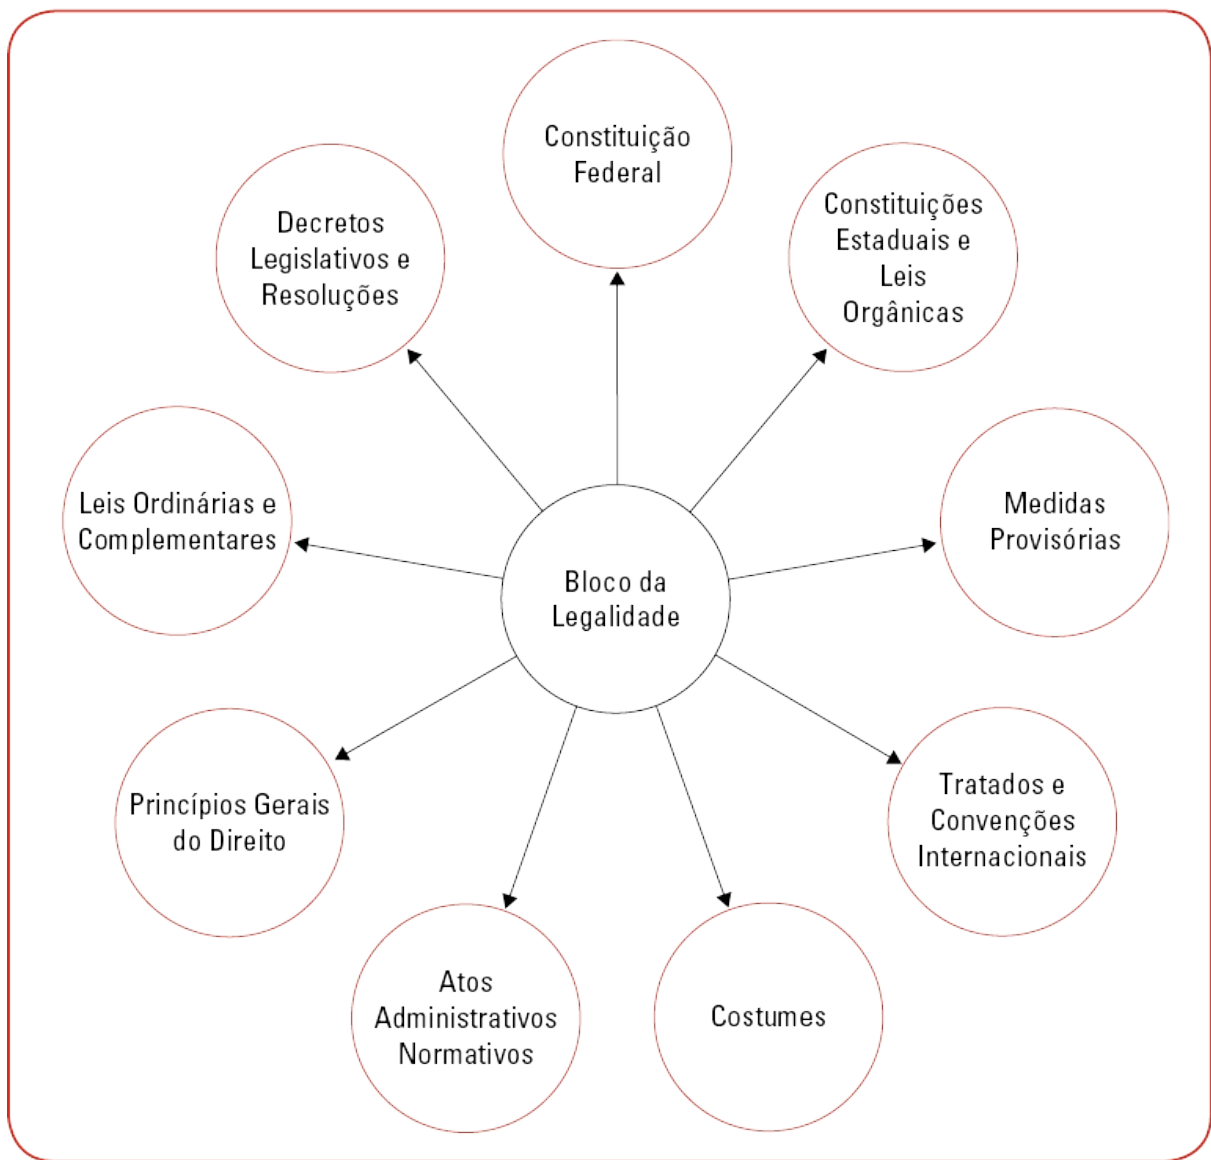 Constituição
Federal
Constituições
Estaduais e
Leis
Orgânicas
Decretos
Legislativos e
Resoluções
Leis Ordinárias e
Complementares
Medidas
Provisórias
Bloco da
Legalidade
Princípios Gerais
do Direito
Tratados e
Convenções
Internacionais
Atos
Administrativos
Normativos
Costumes